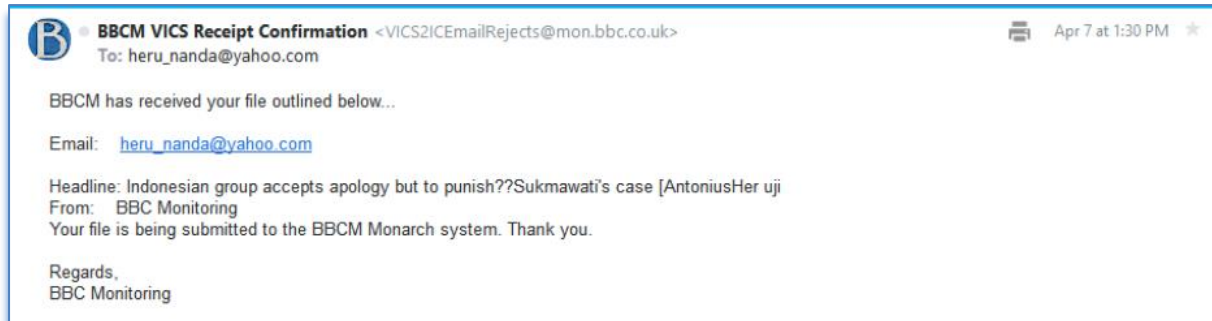 B BBCM VICS Receipt Confirmation <VICS2ICEmailRejects@mon.bbc.co.uk> Apr 7 at 1:30 PM
To: heru_nanda@yahoo.com
BBCM has received your file outlined below...
Email: heru_nanda@yahoo.com
Headline: Indonesian group accepts apology but to punish??Sukmawati's case [AntoniusHer uji
From: BBC Monitoring
Your file is being submitted to the BBCM Monarch system. Thank you.
Regards,
BBC Monitoring